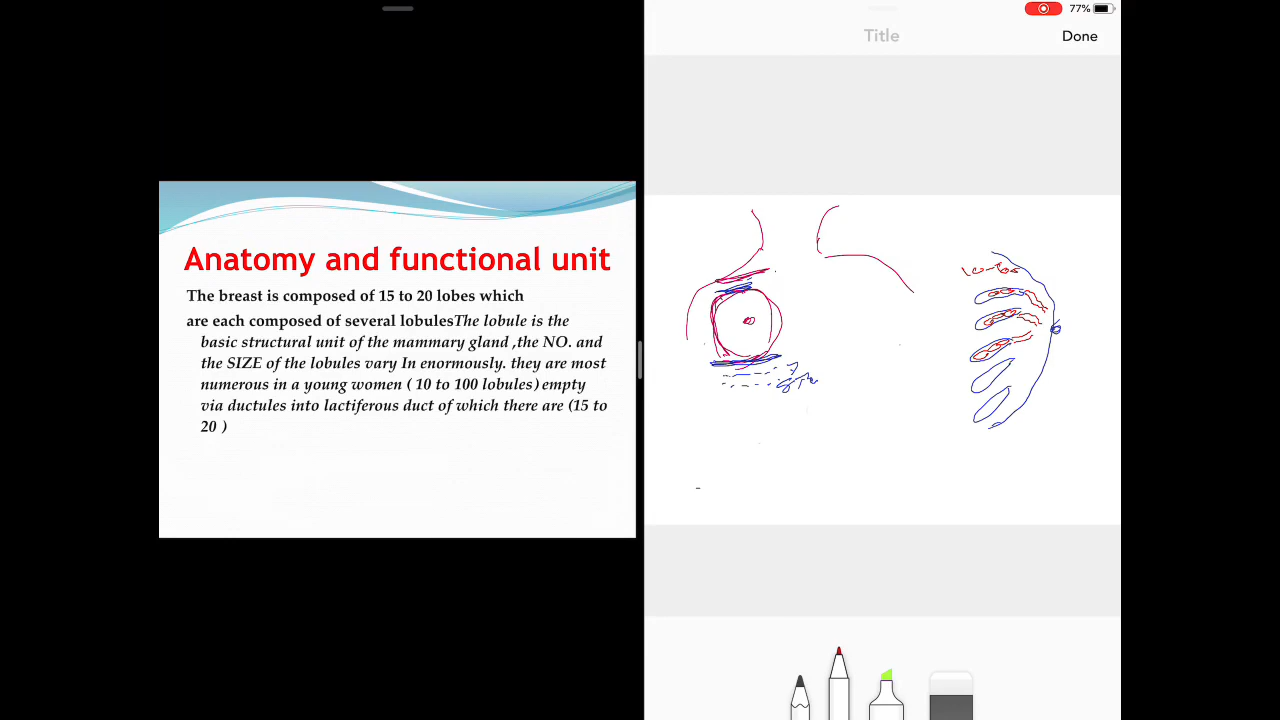 77%
Title
Done
Anatomy and functional unit
The breast is composed of 15 to 20 lobes which
are each composed of several lobulesThe lobule is the
basic structural unit of the mammary gland ,the NO. and
the SIZE of the lobules vary In enormously. they are most
numerous in a young women ( 10 to 100 lobules) empty
via ductules into lactiferous duct of which there are (15 to
20 )
7
8th